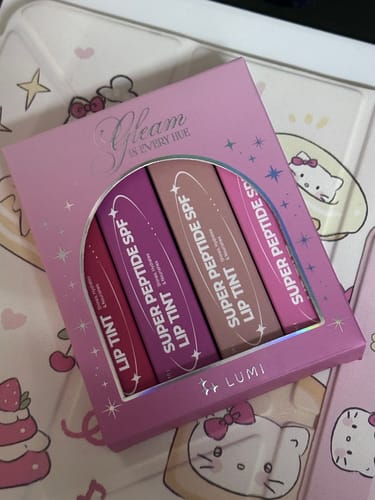 Gleam
IN EVERY HUE
LIP TINT
SUPER PEPTIDE SPF
LIP TINT
SUPER PEPTIDE SPF
LIP TINT
SUPER PEPTIDE SPF
LUMI